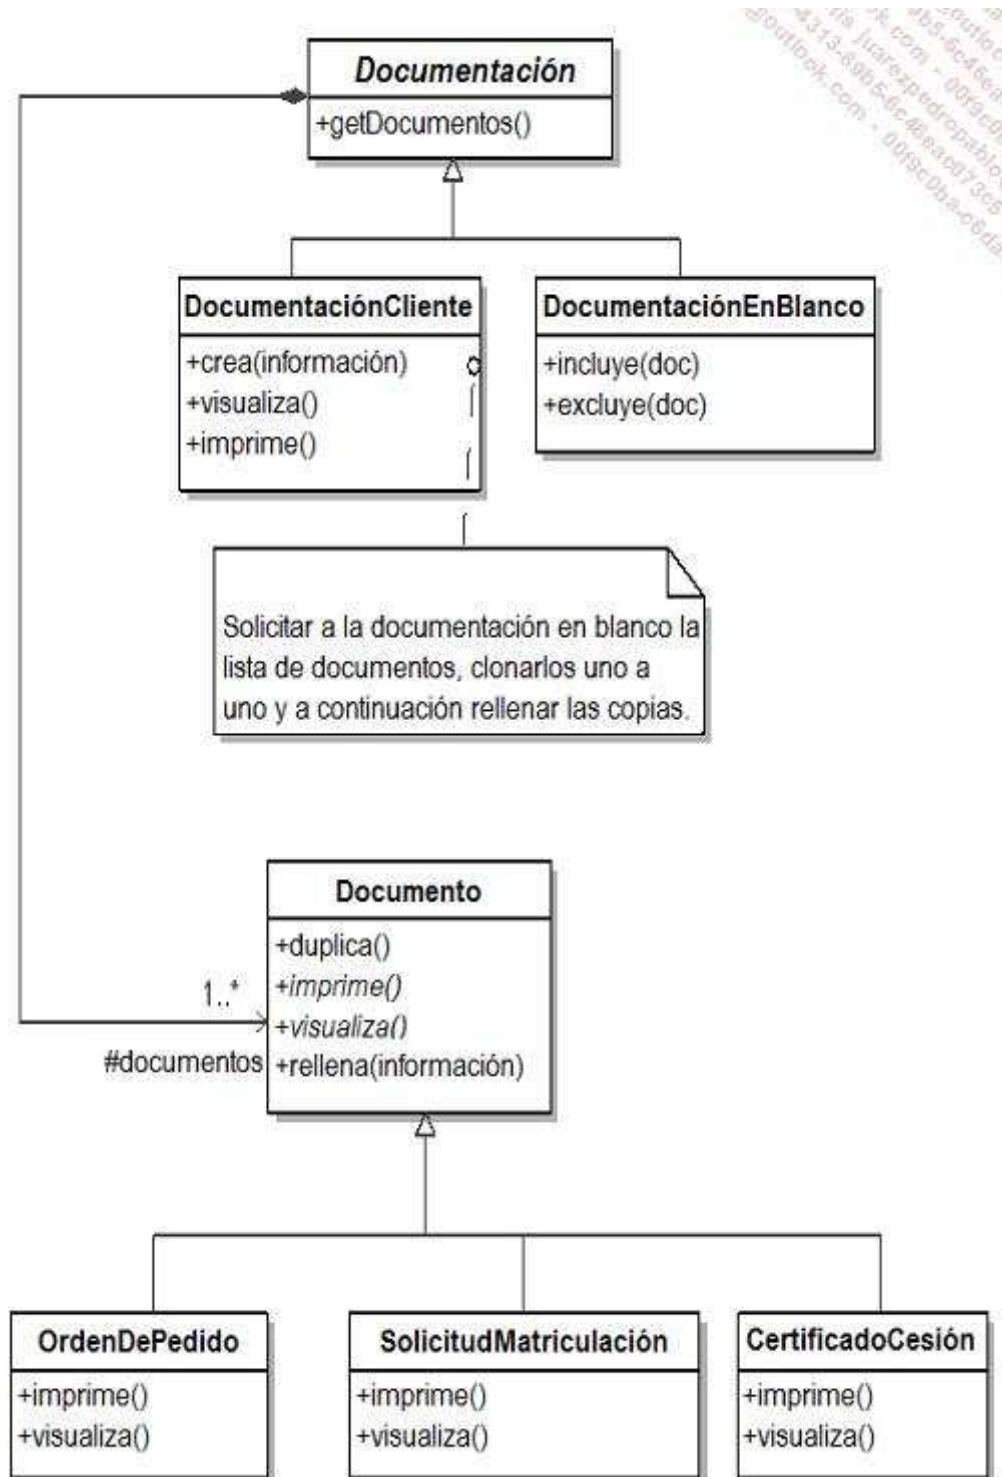 Documentación
+getDocumentos()
DocumentaciónCliente
+crea(información)
+visualiza()
+imprime()
DocumentaciónEnBlanco
+incluye(doc)
+excluye(doc)
Solicitar a la documentación en blanco la
lista de documentos, clonarlos uno a
uno y a continuación rellenar las copias.
Documento
+duplica()
+imprime()
+visualiza()
+rellena(información)
1..*
#documentos
OrdenDePedido
+imprime()
+visualiza()
SolicitudMatriculación
+imprime()
+visualiza()
CertificadoCesión
+imprime()
+visualiza()